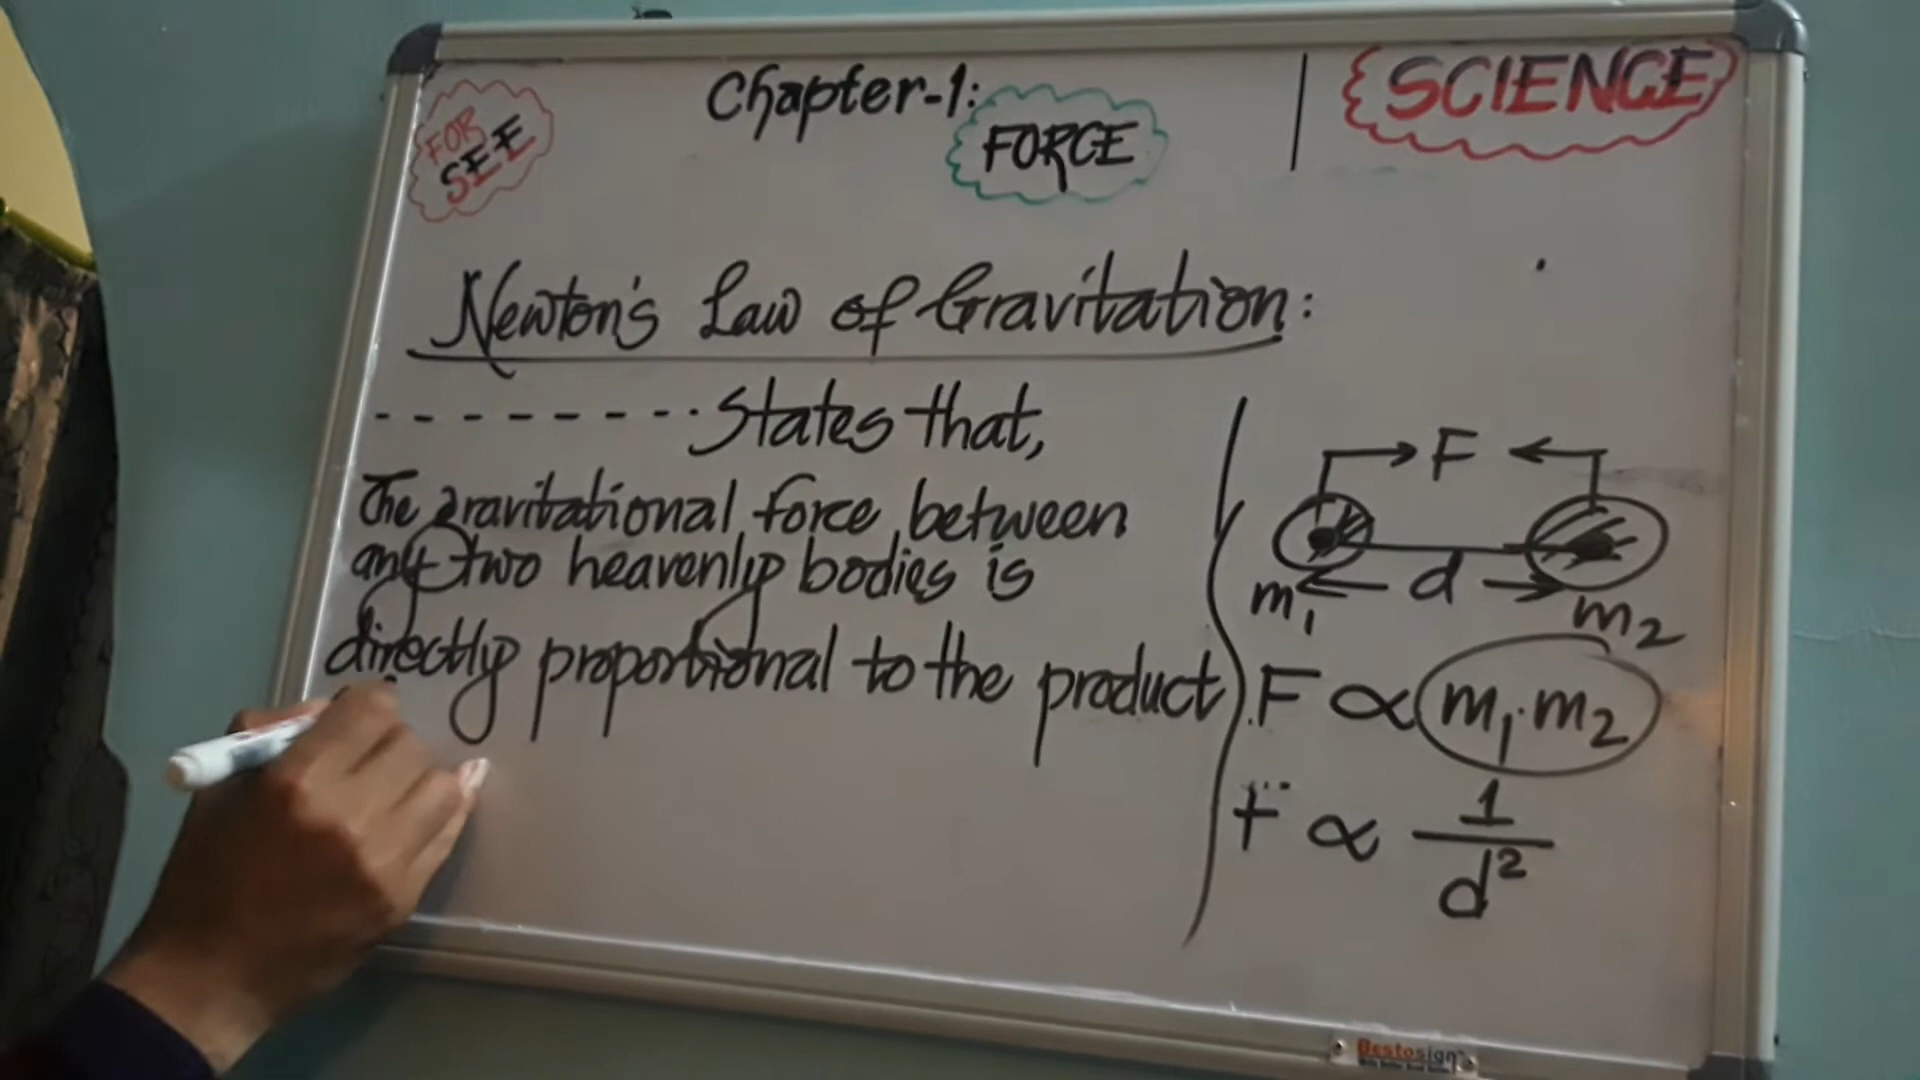 FOR
SEE
Chapter-1:
FORCE
SCIENCE
Newton's Law of Gravitation:
--------- States that,
The gravitational force between
any two heavenly bodies is
directly proportional to the product
F
d
m₁
m₂
F ∝ m₁.m₂
F ∝ 1/d²
Bestosign